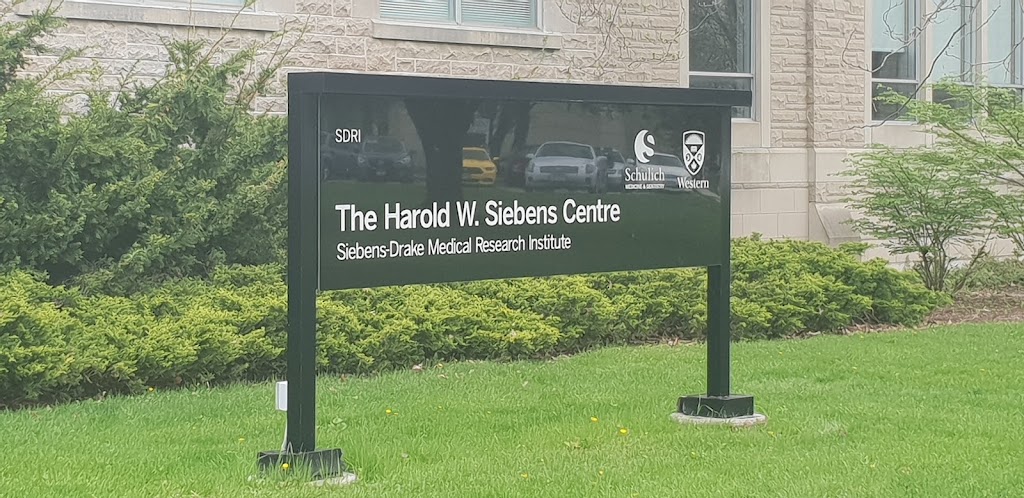 SDRI
Schulich
MEDICINE & DENTISTRY
Western
The Harold W. Siebens Centre
Siebens-Drake Medical Research Institute